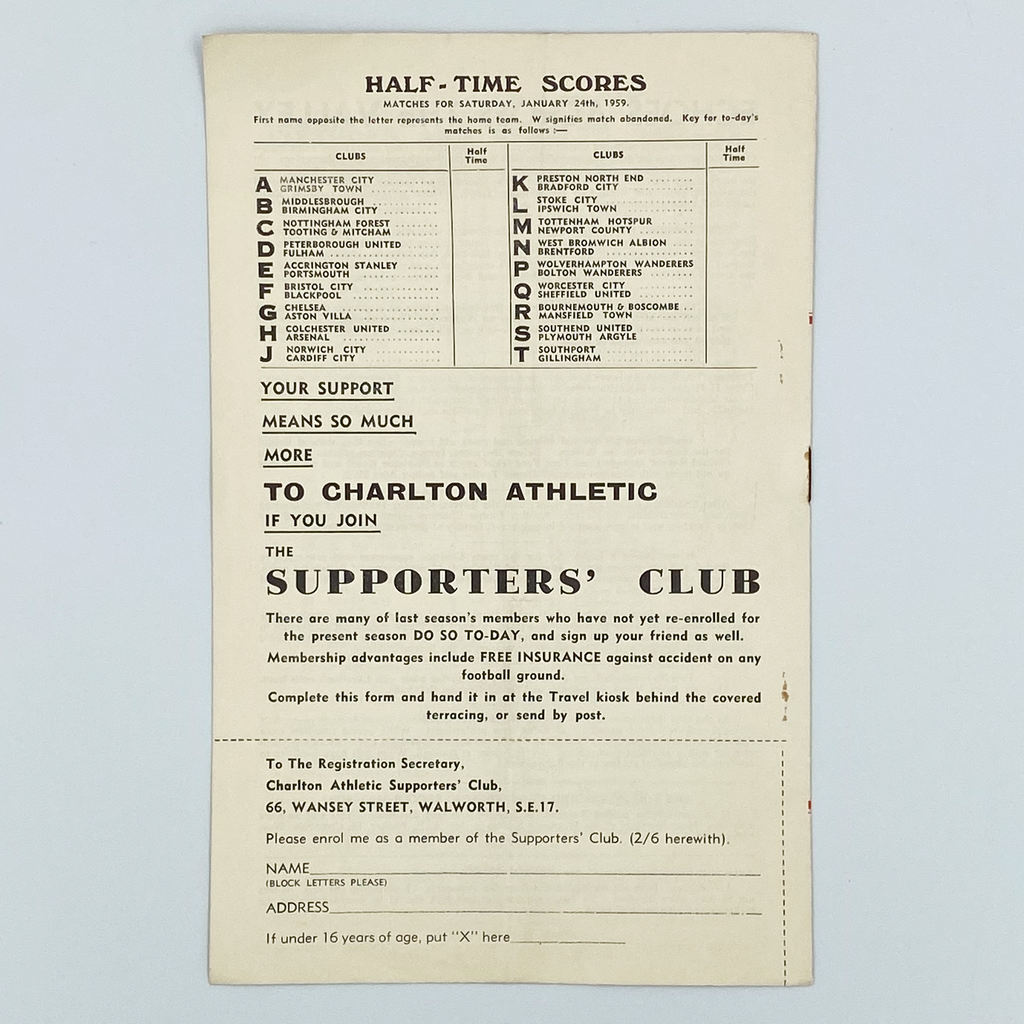 HALF-TIME SCORES
MATCHES FOR SATURDAY, JANUARY 24th, 1959.
First name opposite the letter represents the home team. W signifies match abandoned. Key for to-day's
matches is as follows :—
CLUBS Half Time CLUBS Half Time
A MANCHESTER CITY ..........
GRIMSBY TOWN ..........
B MIDDLESBROUGH ..........
BIRMINGHAM CITY ..........
C NOTTINGHAM FOREST ..........
TOOTING & MITCHAM ..........
D PETERBOROUGH UNITED ........
FULHAM ....................
E ACCRINGTON STANLEY ........
PORTSMOUTH ................
F BRISTOL CITY ..............
BLACKPOOL ................
G CHELSEA ....................
ASTON VILLA ..............
H COLCHESTER UNITED ........
ARSENAL ..................
J NORWICH CITY ..............
CARDIFF CITY ..............
K PRESTON NORTH END ........
BRADFORD CITY ............
L STOKE CITY ................
IPSWICH TOWN ..............
M TOTTENHAM HOTSPUR ........
NEWPORT COUNTY ..........
N WEST BROMWICH ALBION ....
BRENTFORD ................
P WOLVERHAMPTON WANDERERS
BOLTON WANDERERS ........
Q WORCESTER CITY ..........
SHEFFIELD UNITED ..........
R BOURNEMOUTH & BOSCOMBE ..
MANSFIELD TOWN ..........
S SOUTHEND UNITED ..........
PLYMOUTH ARGYLE ..........
T SOUTHPORT ................
GILLINGHAM ................
YOUR SUPPORT
MEANS SO MUCH
MORE
TO CHARLTON ATHLETIC
IF YOU JOIN
THE
SUPPORTERS' CLUB
There are many of last season's members who have not yet re-enrolled for
the present season DO SO TO-DAY, and sign up your friend as well.
Membership advantages include FREE INSURANCE against accident on any
football ground.
Complete this form and hand it in at the Travel kiosk behind the covered
terracing, or send by post.
To The Registration Secretary,
Charlton Athletic Supporters' Club,
66, WANSEY STREET, WALWORTH, S.E.17.
Please enrol me as a member of the Supporters' Club. (2/6 herewith).
NAME
(BLOCK LETTERS PLEASE)
ADDRESS
If under 16 years of age, put "X" here